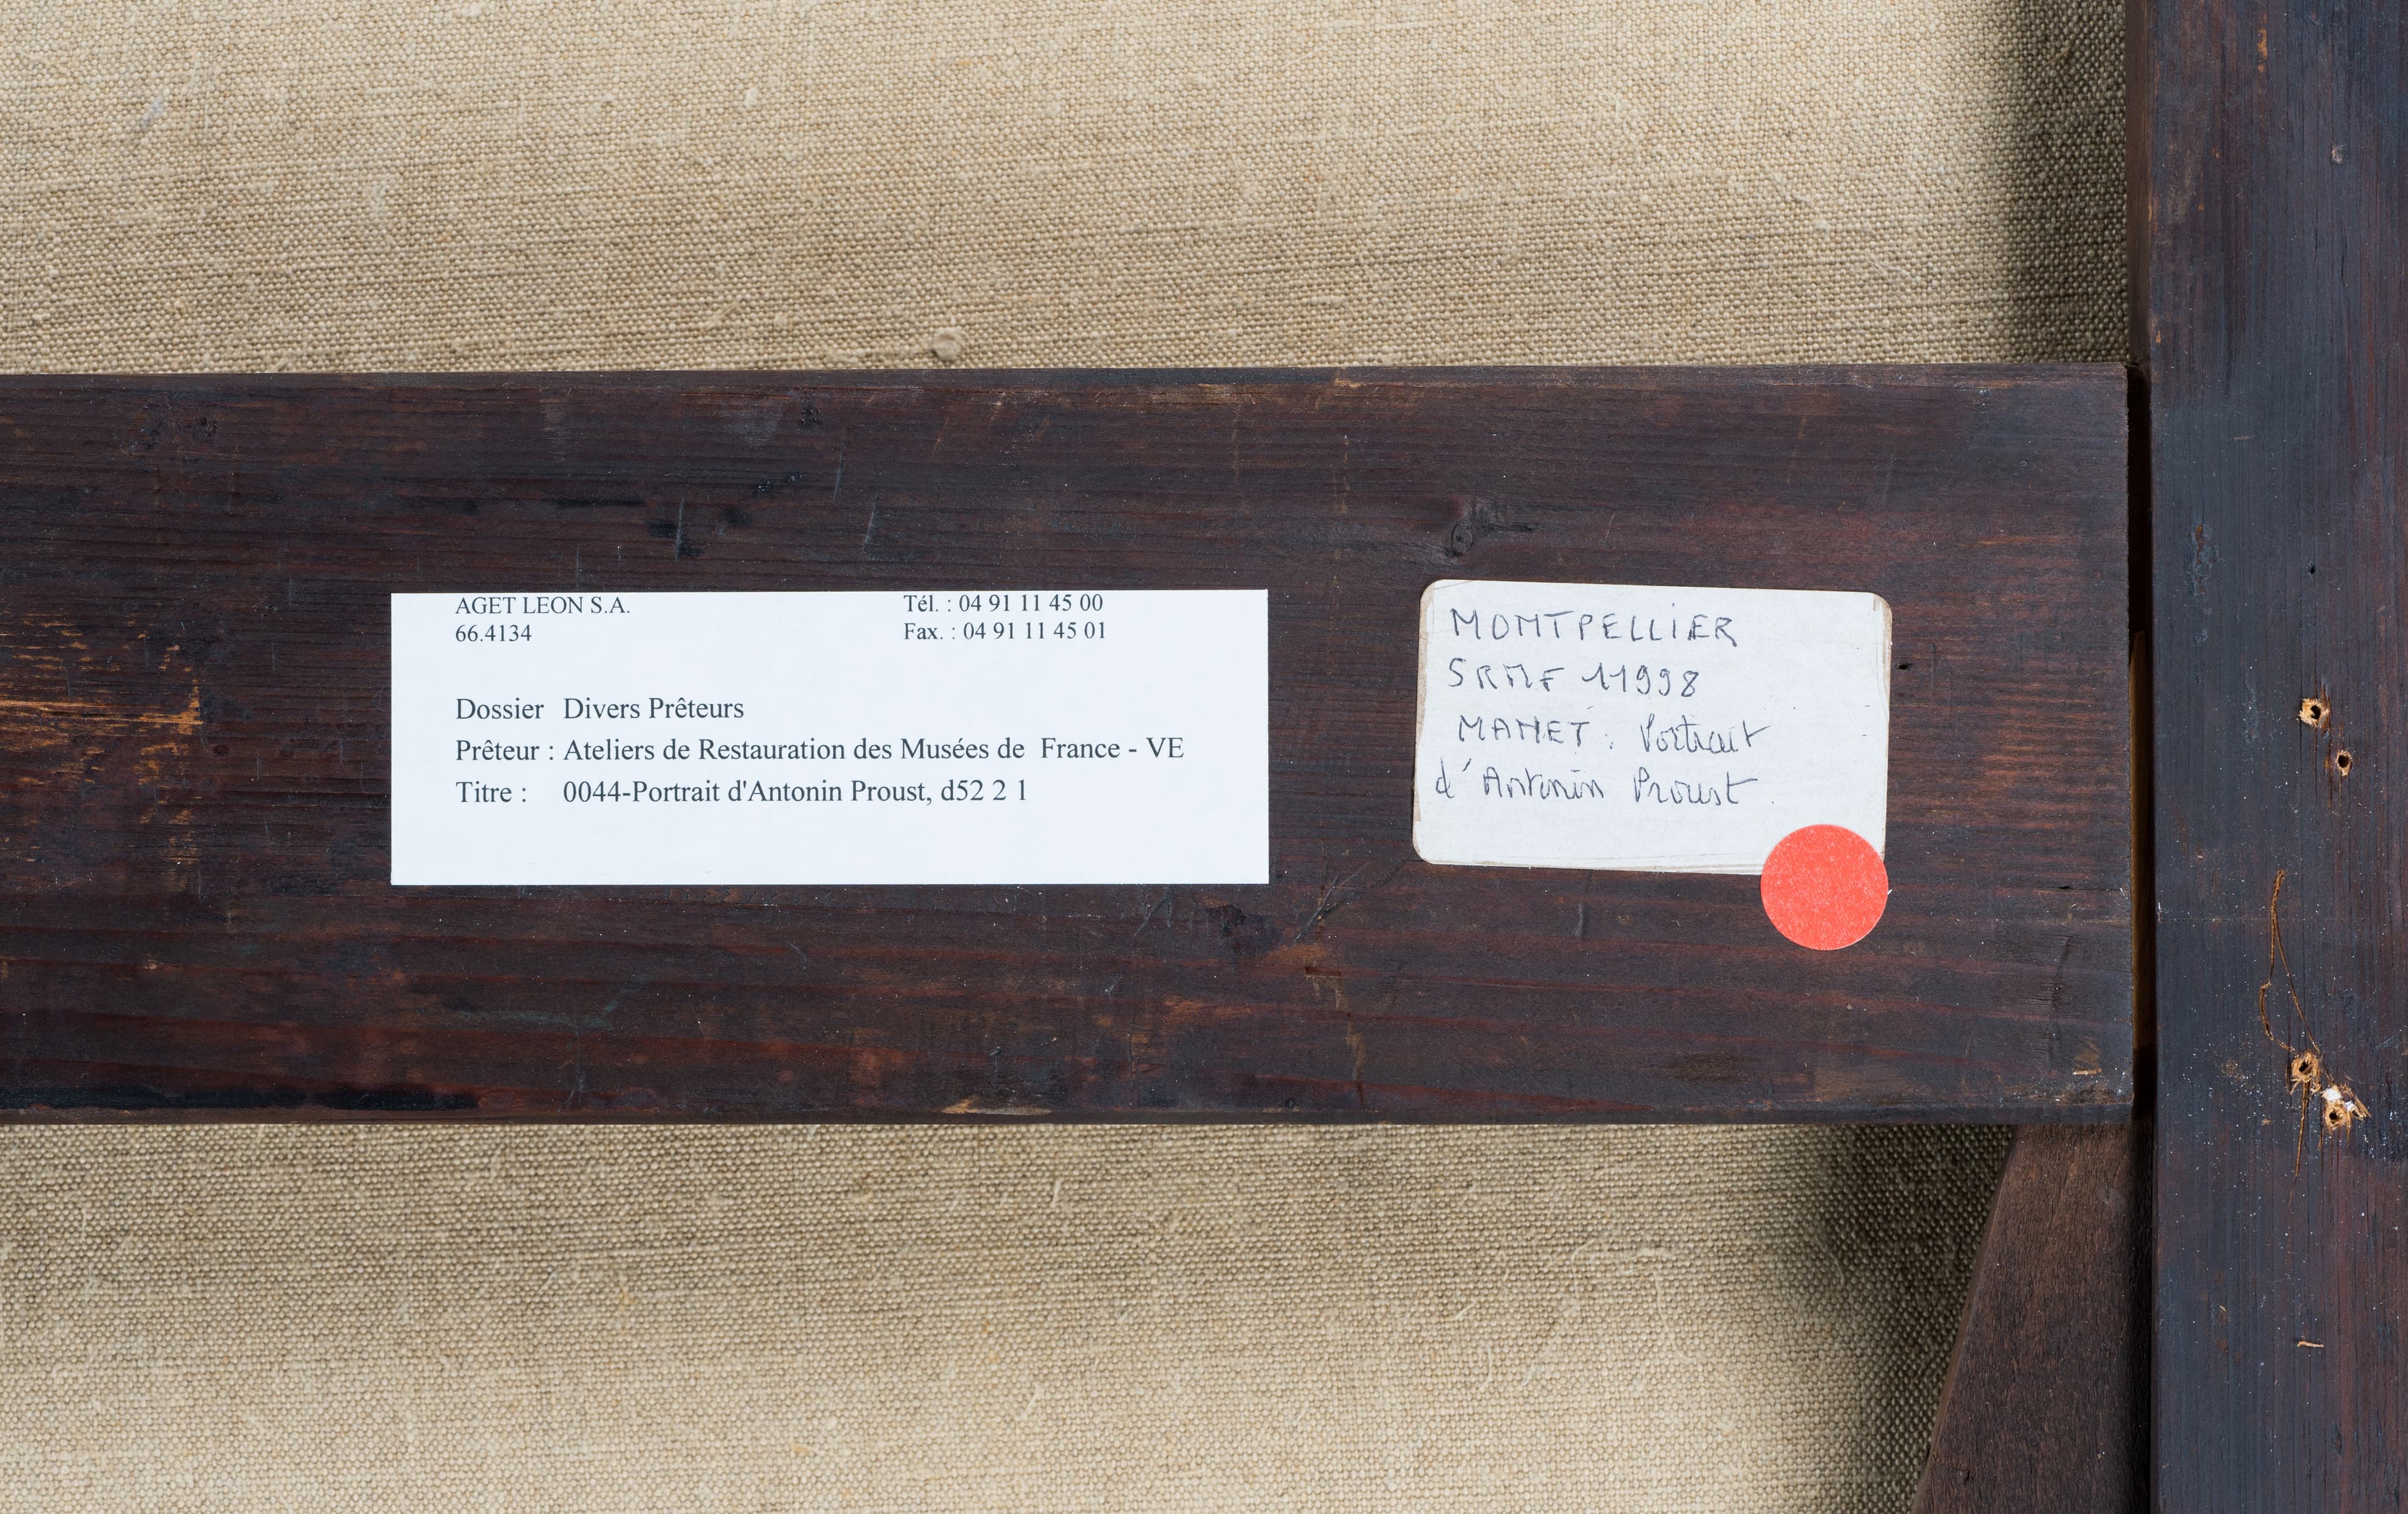 AGET LEON S.A.
66.4134
Tél. : 04 91 11 45 00
Fax. : 04 91 11 45 01
Dossier Divers Prêteurs
Prêteur : Ateliers de Restauration des Musées de France - VE
Titre : 0044-Portrait d'Antonin Proust, d52 2 1
MONTPELLIER
SRMF 11998
MANET : Portrait
d'Antonin Proust.